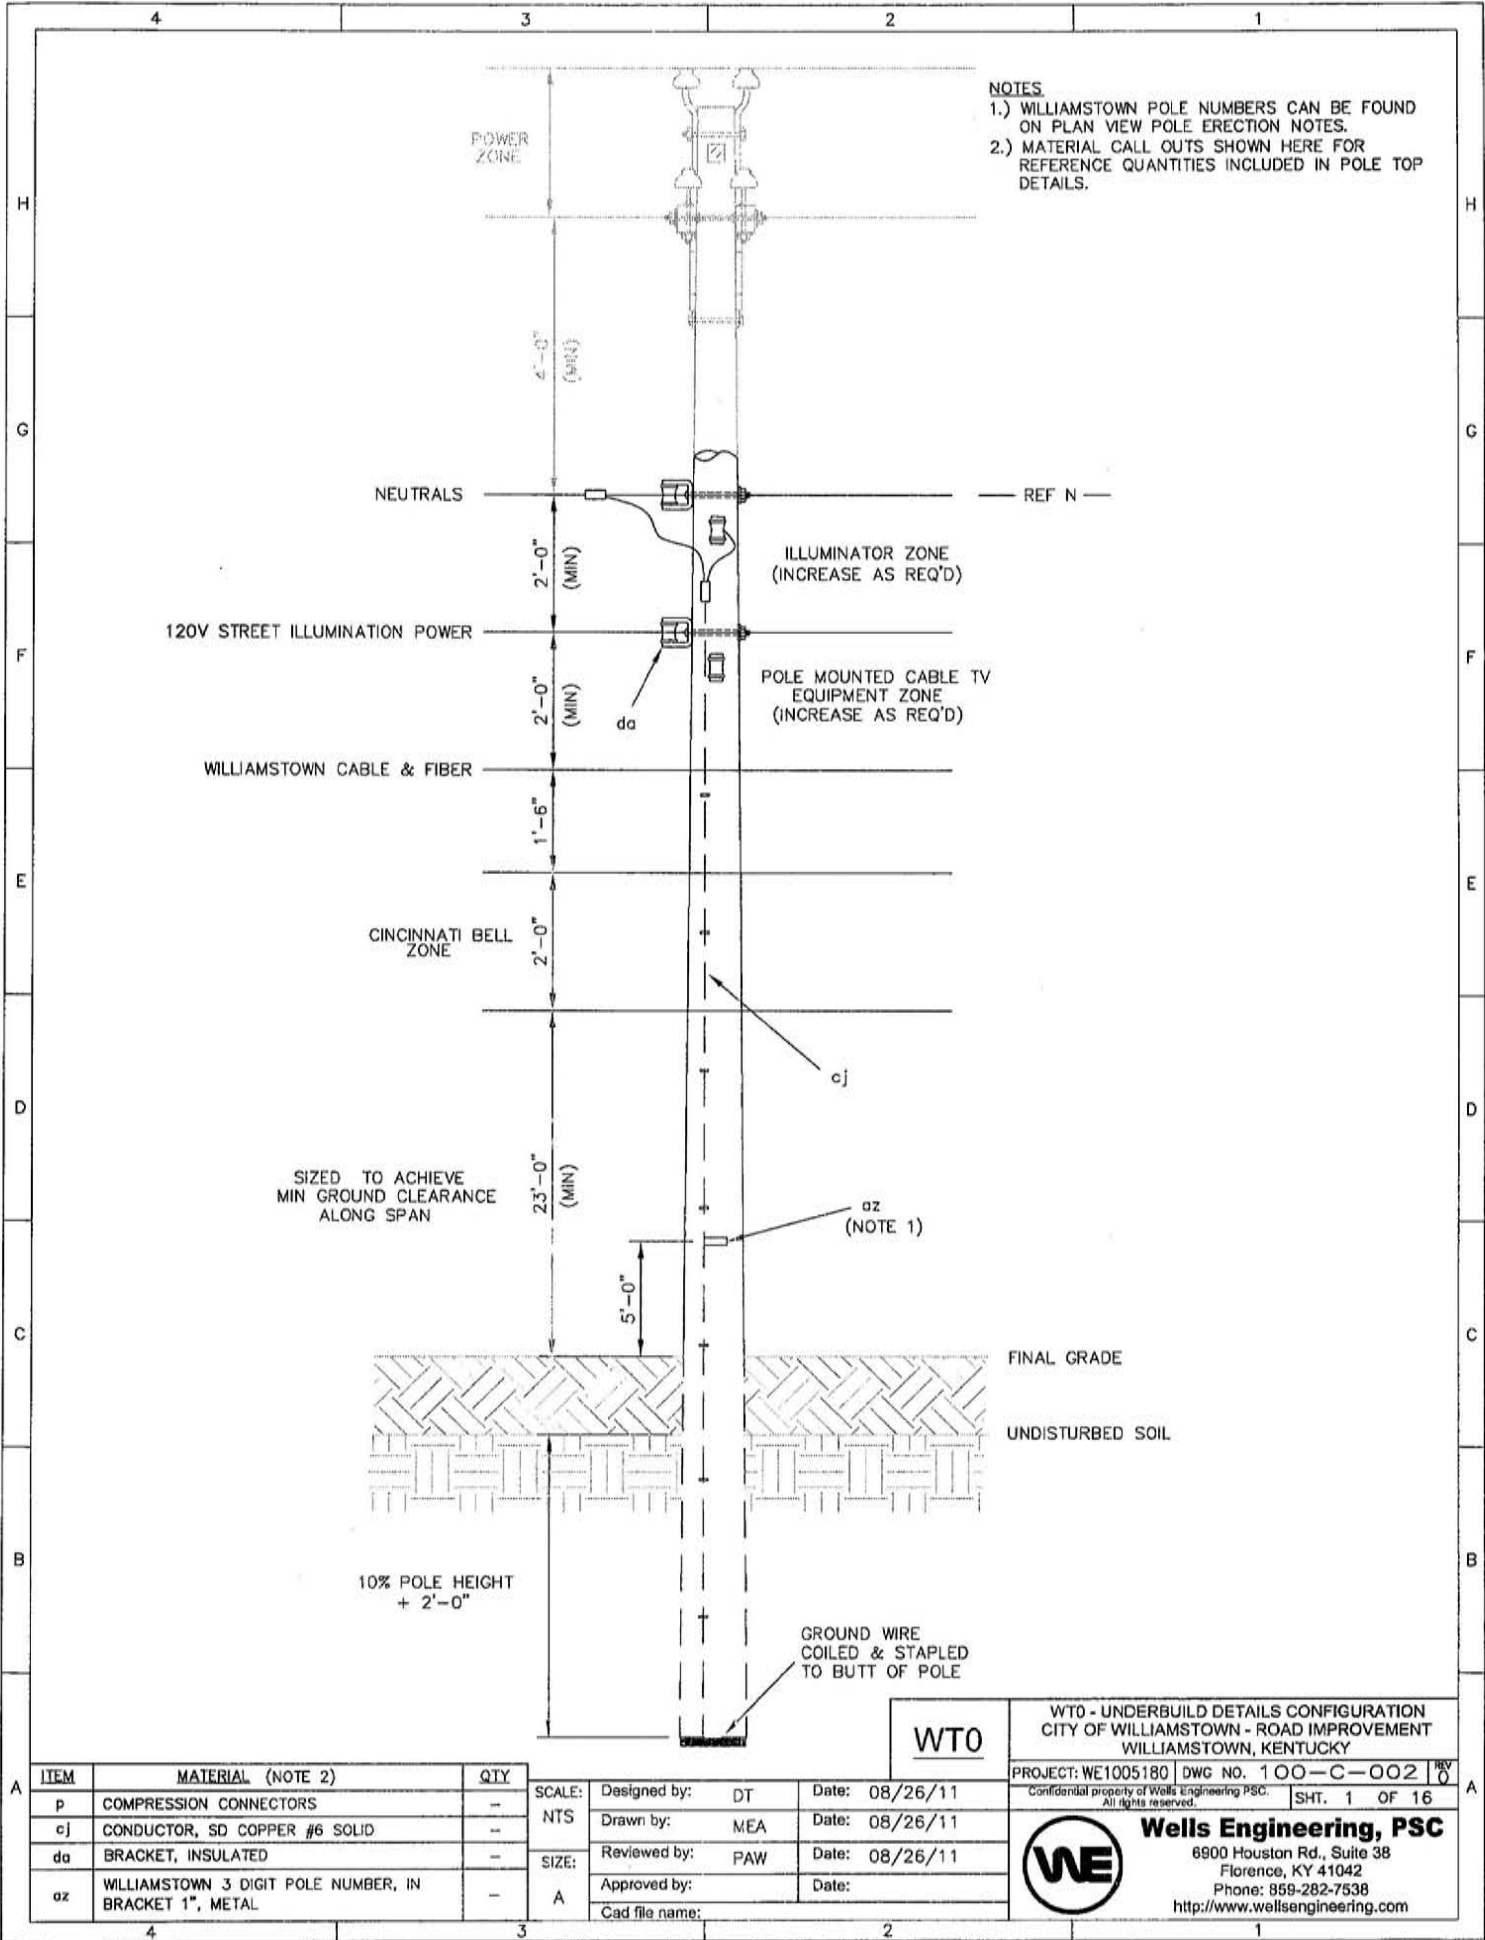 4
3
2
1
NOTES
1.) WILLIAMSTOWN POLE NUMBERS CAN BE FOUND
ON PLAN VIEW POLE ERECTION NOTES.
2.) MATERIAL CALL OUTS SHOWN HERE FOR
REFERENCE QUANTITIES INCLUDED IN POLE TOP
DETAILS.
POWER
ZONE
H
H
4'-0"
(MIN)
G
G
NEUTRALS
REF N
2'-0"
(MIN)
ILLUMINATOR ZONE
(INCREASE AS REQ'D)
120V STREET ILLUMINATION POWER
F
F
2'-0"
(MIN)
da
POLE MOUNTED CABLE TV
EQUIPMENT ZONE
(INCREASE AS REQ'D)
WILLIAMSTOWN CABLE & FIBER
1'-6"
E
E
CINCINNATI BELL
ZONE
2'-0"
cj
D
D
SIZED TO ACHIEVE
MIN GROUND CLEARANCE
ALONG SPAN
23'-0"
(MIN)
az
(NOTE 1)
5'-0"
C
C
FINAL GRADE
UNDISTURBED SOIL
B
B
10% POLE HEIGHT
+ 2'-0"
GROUND WIRE
COILED & STAPLED
TO BUTT OF POLE
A
A
ITEM MATERIAL (NOTE 2) QTY
p COMPRESSION CONNECTORS –
cj CONDUCTOR, SD COPPER #6 SOLID –
da BRACKET, INSULATED –
az WILLIAMSTOWN 3 DIGIT POLE NUMBER, IN
BRACKET 1", METAL –
SCALE:
NTS
SIZE:
A
Designed by: DT Date: 08/26/11
Drawn by: MEA Date: 08/26/11
Reviewed by: PAW Date: 08/26/11
Approved by: Date:
Cad file name:
WT0
WT0 - UNDERBUILD DETAILS CONFIGURATION
CITY OF WILLIAMSTOWN - ROAD IMPROVEMENT
WILLIAMSTOWN, KENTUCKY
PROJECT: WE1005180 DWG NO. 100-C-002 REV
0
Confidential property of Wells Engineering PSC.
All rights reserved.
SHT. 1 OF 16
WE
Wells Engineering, PSC
6900 Houston Rd., Suite 38
Florence, KY 41042
Phone: 859-282-7538
http://www.wellsengineering.com
4
3
2
1